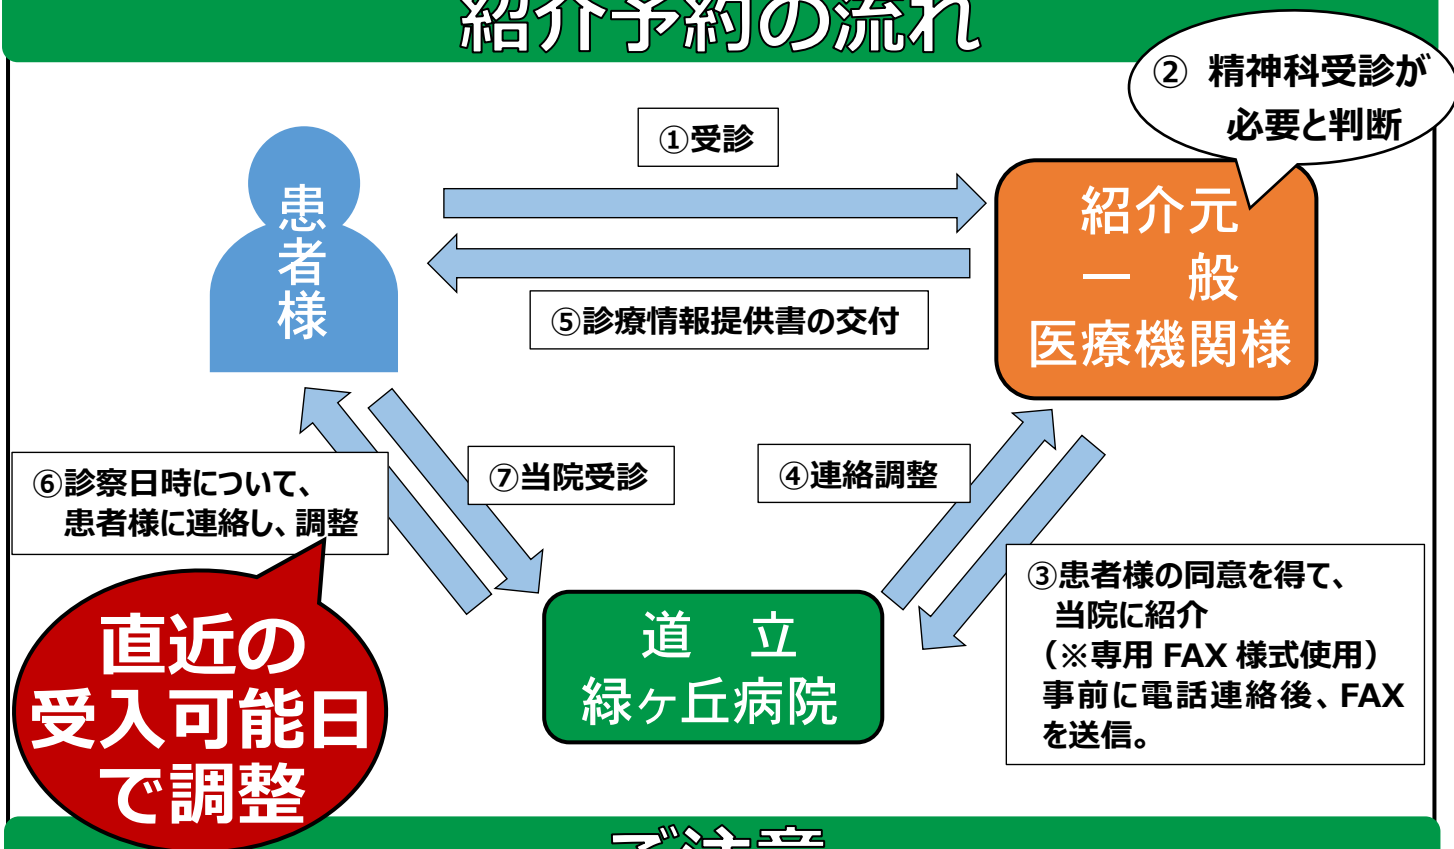 紹介予約の流れ
② 精神科受診が
必要と判断
①受診
患者様
紹介元
一 般
医療機関様
⑤診療情報提供書の交付
⑥診察日時について、
患者様に連絡し、調整
⑦当院受診
④連絡調整
③患者様の同意を得て、
当院に紹介
（※専用 FAX 様式使用）
事前に電話連絡後、FAX
を送信。
直近の
受入可能日
で調整
道 立
緑ヶ丘病院
ご注意